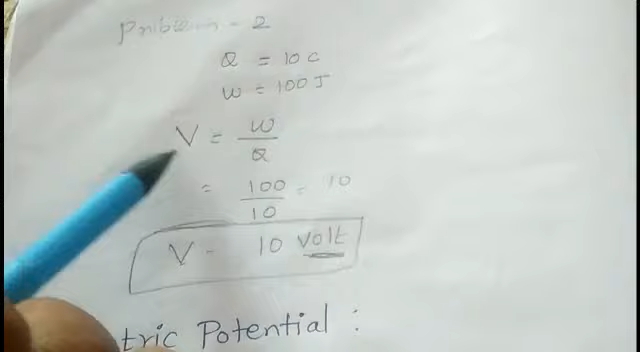 Problem - 2
Q = 10 C
W = 100 J
V = W/Q
= 100/10 = 10
V - 10 volt
tric Potential :